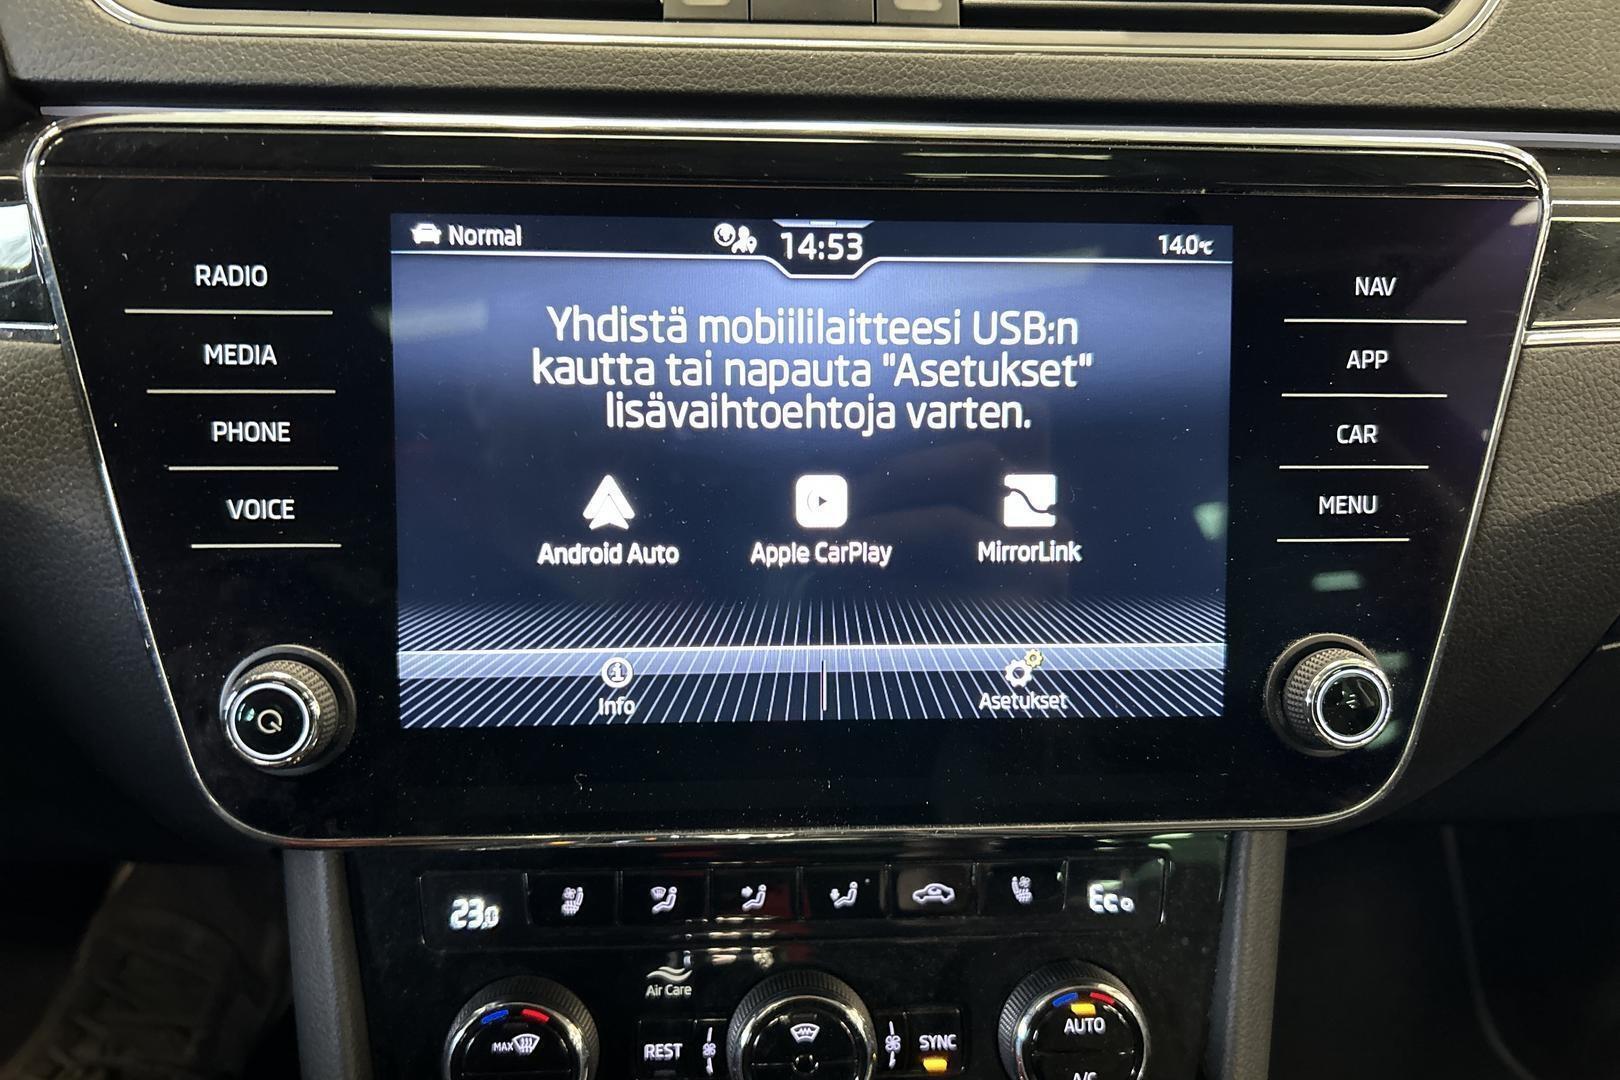 Normal
14:53
14.0°C
RADIO
MEDIA
PHONE
VOICE
Yhdistä mobiililaitteesi USB:n
kautta tai napauta "Asetukset"
lisävaihtoehtoja varten.
Android Auto
Apple CarPlay
MirrorLink
Info
Asetukset
NAV
APP
CAR
MENU
23.0
Eco
Air Care
MAX
REST
SYNC
AUTO
A/C